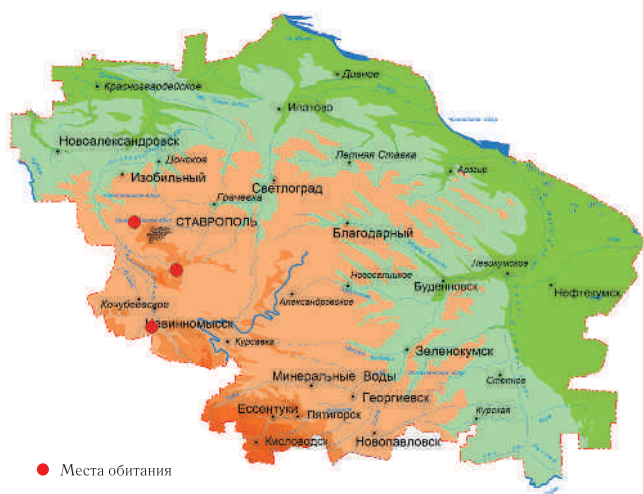 Дивное
Красногвардейское
Ипатово
Новоалександровск
Донское
Летняя Ставка
Арзгир
Изобильный
Светлоград
Грачевка
СТАВРОПОЛЬ
Благодарный
Левокумское
Новоселицкое
Буденновск
Нефтекумск
Александровское
Кочубеевское
Невинномысск
Курсавка
Зеленокумск
Минеральные Воды
Степное
Георгиевск
Ессентуки
Пятигорск
Курская
Кисловодск
Новопавловск
Места обитания